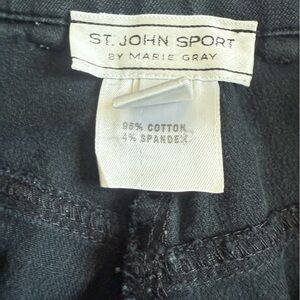 ST. JOHN SPORT
BY MARIE GRAY
96% COTTON
4% SPANDEX